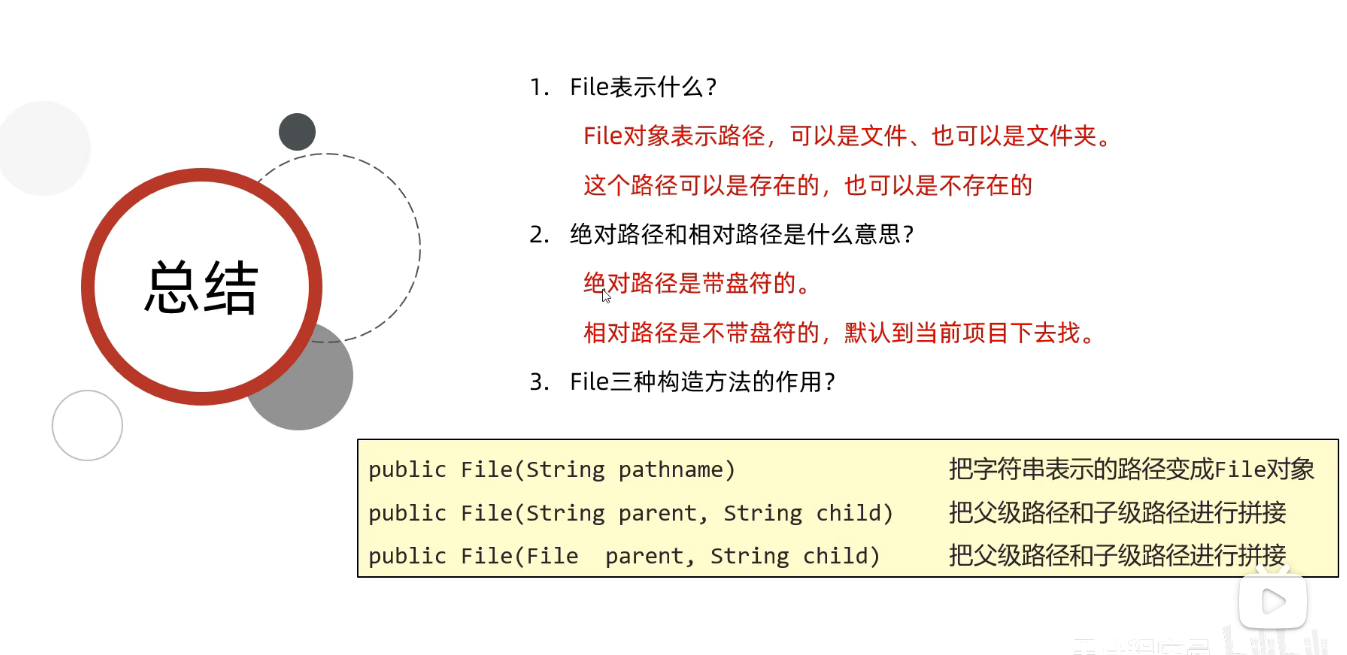 总结
1. File表示什么？
File对象表示路径，可以是文件、也可以是文件夹。
这个路径可以是存在的，也可以是不存在的
2. 绝对路径和相对路径是什么意思？
绝对路径是带盘符的。
相对路径是不带盘符的，默认到当前项目下去找。
3. File三种构造方法的作用？
public File(String pathname) 把字符串表示的路径变成File对象
public File(String parent, String child) 把父级路径和子级路径进行拼接
public File(File  parent, String child) 把父级路径和子级路径进行拼接